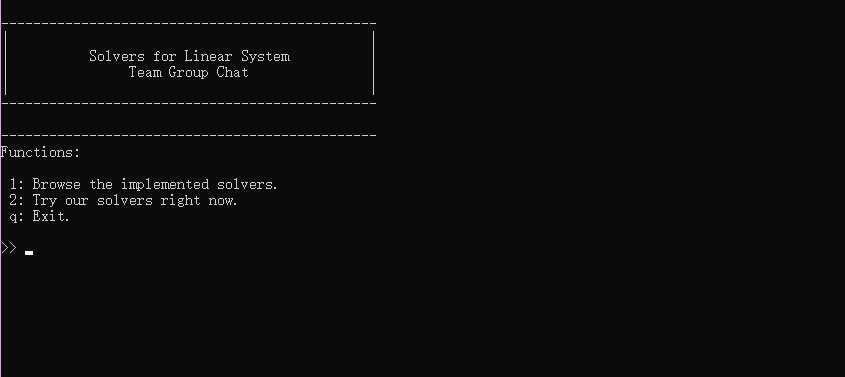 Solvers for Linear System
Team Group Chat
Functions:
1: Browse the implemented solvers.
2: Try our solvers right now.
q: Exit.
>>